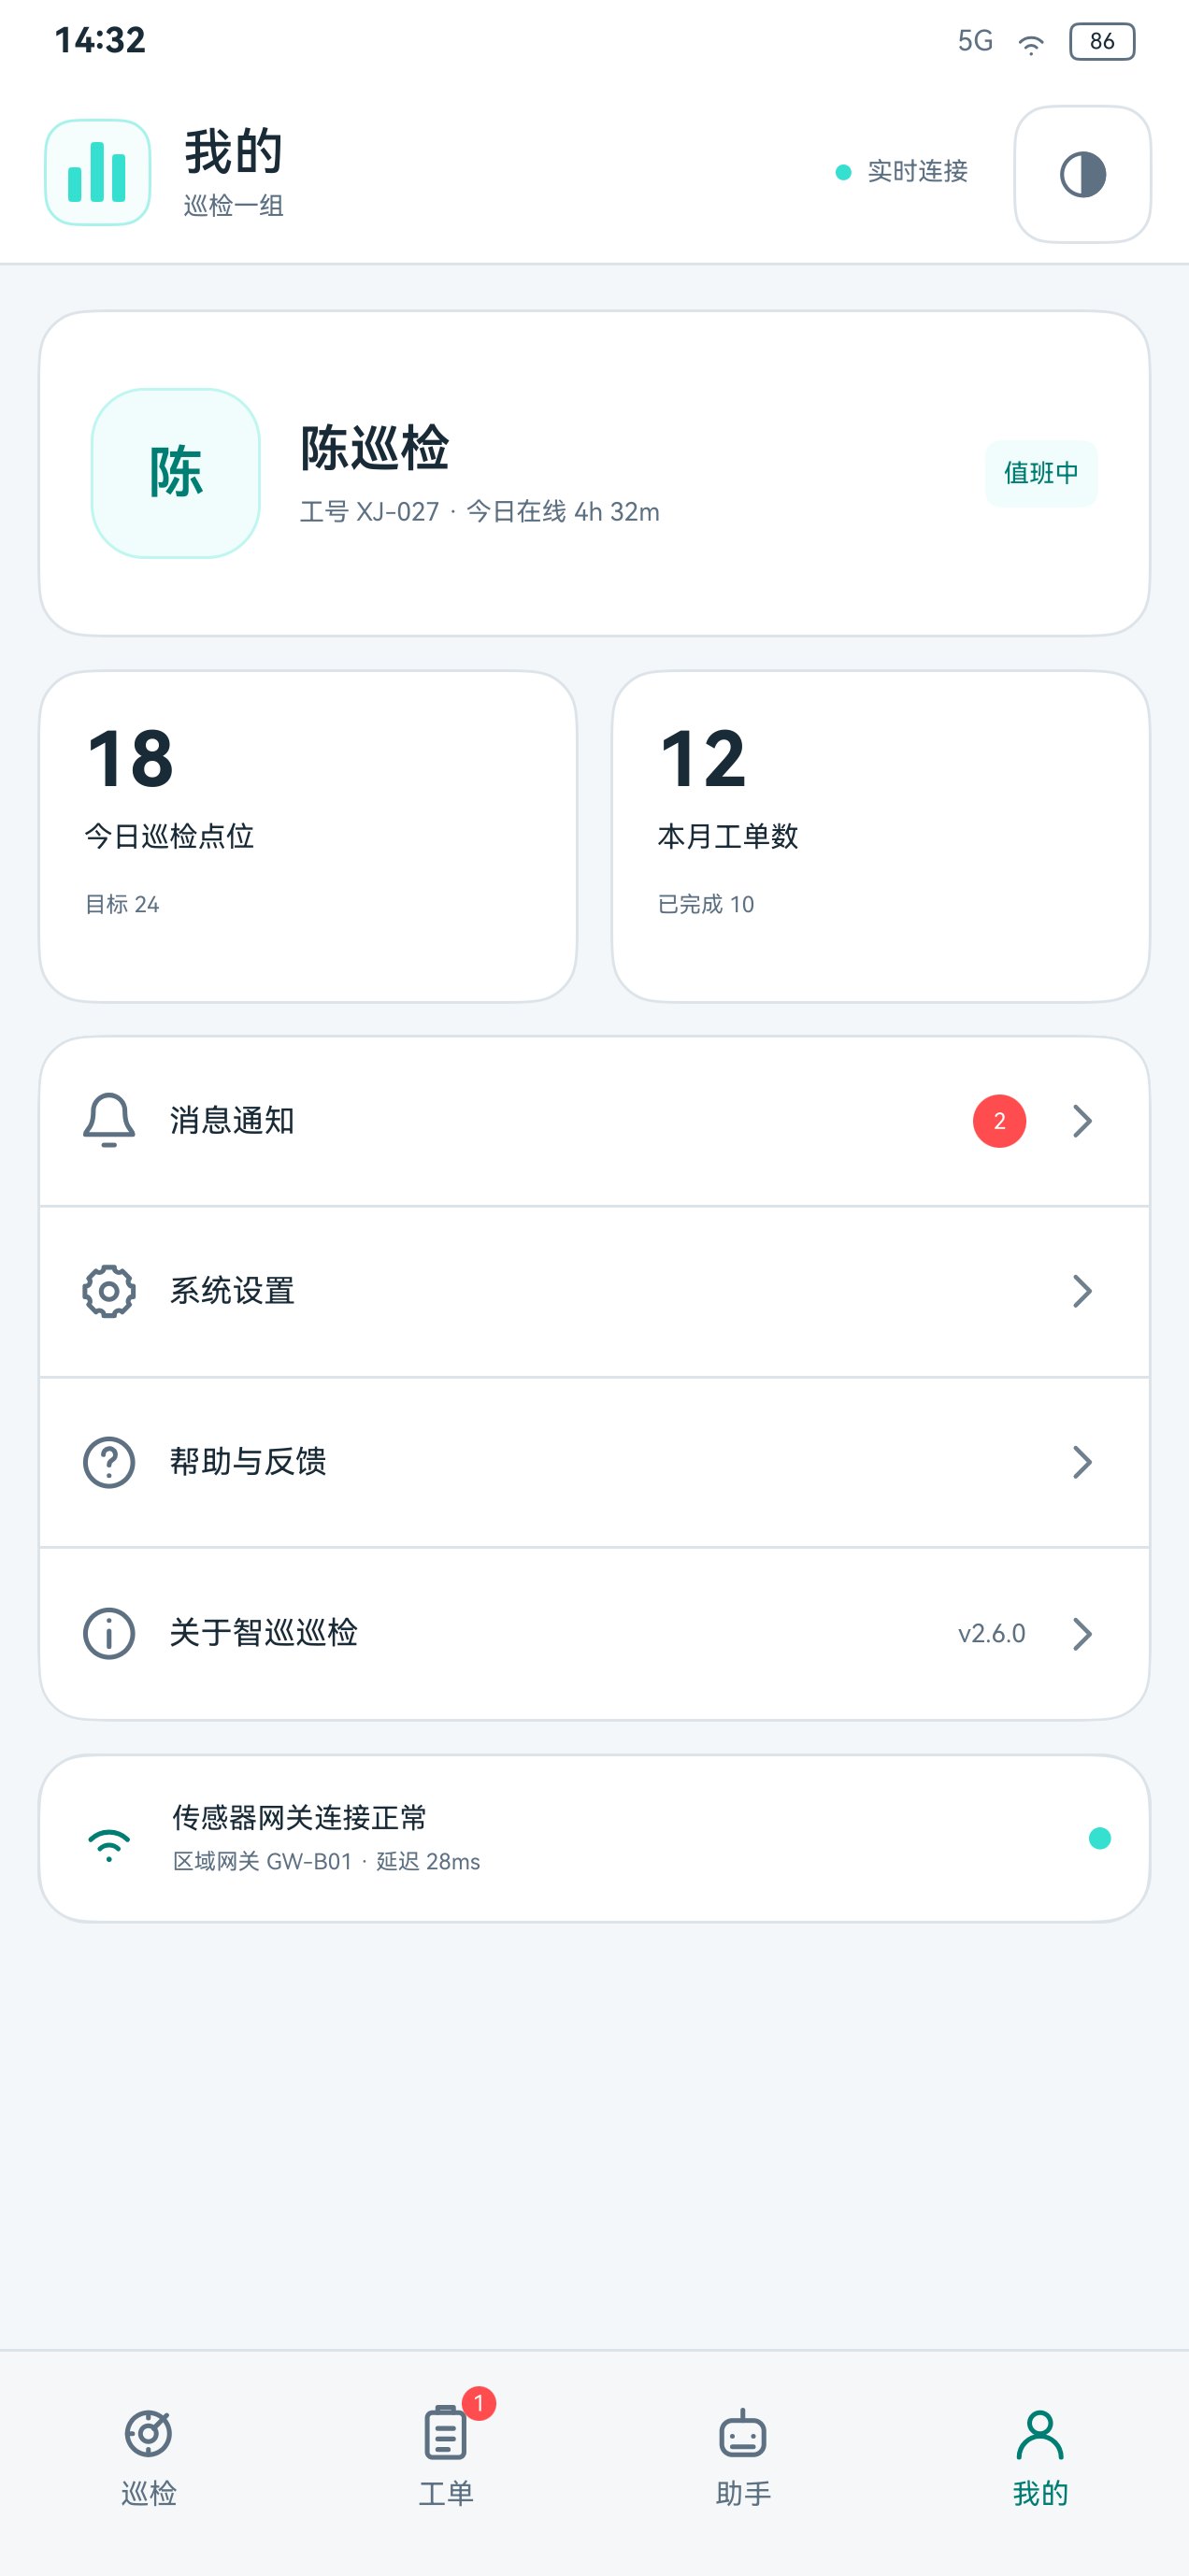 14:32
5G
86
我的
巡检一组
实时连接
陈
陈巡检
工号 XJ-027 · 今日在线 4h 32m
值班中
18
今日巡检点位
目标 24
12
本月工单数
已完成 10
消息通知
2
系统设置
帮助与反馈
关于智巡巡检
v2.6.0
传感器网关连接正常
区域网关 GW-B01 · 延迟 28ms
巡检
1
工单
助手
我的